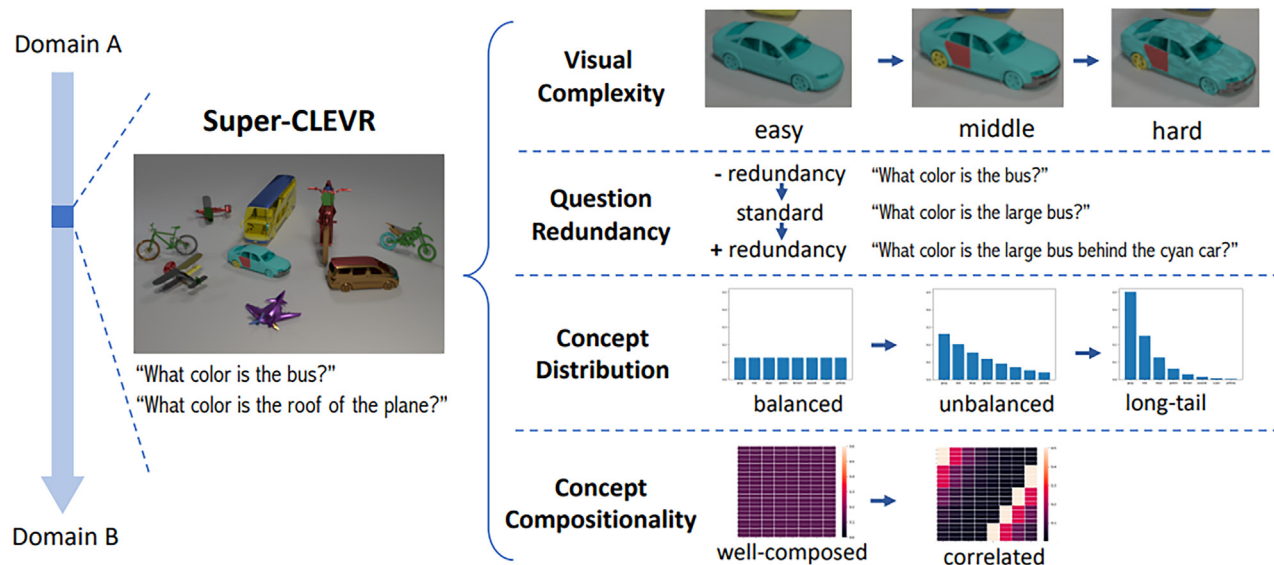 Domain A
Super-CLEVR
"What color is the bus?"
"What color is the roof of the plane?"
Domain B
Visual
Complexity
easy
middle
hard
Question
Redundancy
- redundancy
"What color is the bus?"
standard
"What color is the large bus?"
+ redundancy
"What color is the large bus behind the cyan car?"
Concept
Distribution
balanced
unbalanced
long-tail
Concept
Compositionality
well-composed
correlated